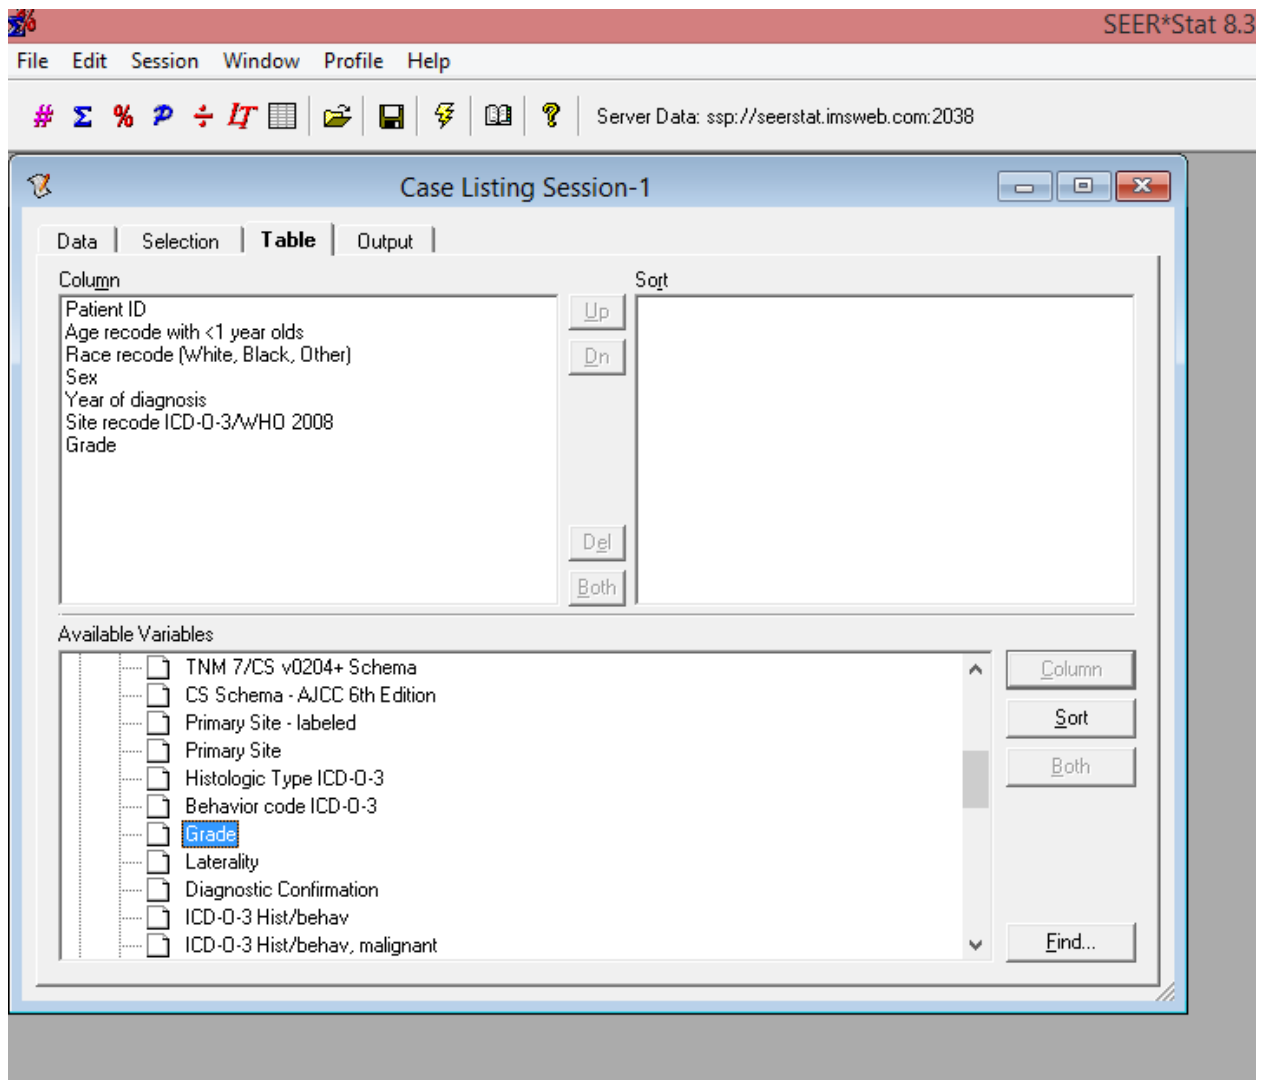 SEER*Stat 8.3
File Edit Session Window Profile Help
# Σ % P ÷ LT ? Server Data: ssp://seerstat.imsweb.com:2038
Case Listing Session-1
Data Selection Table Output
Column Sort
Patient ID
Age recode with <1 year olds
Race recode (White, Black, Other)
Sex
Year of diagnosis
Site recode ICD-O-3/WHO 2008
Grade
Up
Dn
Del
Both
Available Variables
TNM 7/CS v0204+ Schema
CS Schema - AJCC 6th Edition
Primary Site - labeled
Primary Site
Histologic Type ICD-O-3
Behavior code ICD-O-3
Grade
Laterality
Diagnostic Confirmation
ICD-O-3 Hist/behav
ICD-O-3 Hist/behav, malignant
Column
Sort
Both
Find...